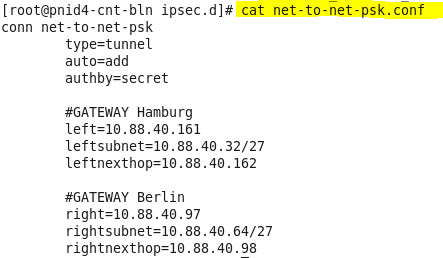 [root@pnid4-cnt-bln ipsec.d]# cat net-to-net-psk.conf
conn net-to-net-psk
type=tunnel
auto=add
authby=secret
#GATEWAY Hamburg
left=10.88.40.161
leftsubnet=10.88.40.32/27
leftnexthop=10.88.40.162
#GATEWAY Berlin
right=10.88.40.97
rightsubnet=10.88.40.64/27
rightnexthop=10.88.40.98